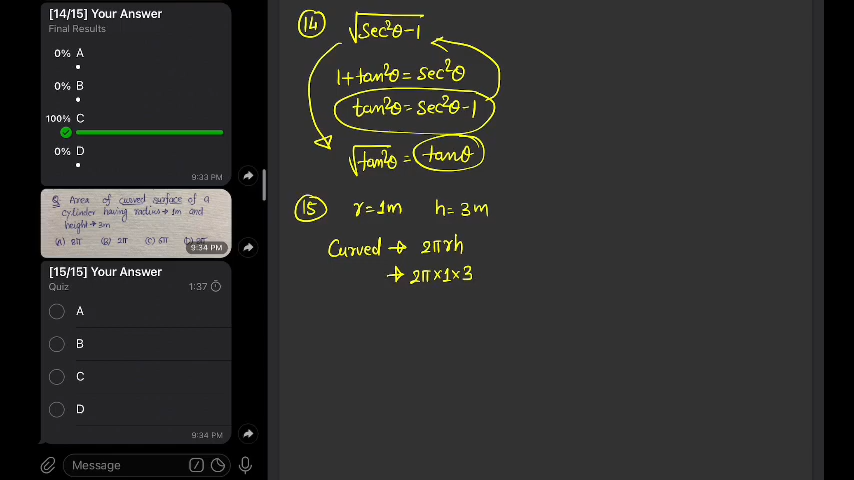 [14/15] Your Answer
Final Results
0% A
0% B
100% C
0% D
9:33 PM
Q Area of curved surface of a
cylinder having radius → 1m and
height → 3m
(A) 8π (B) 2π (C) 6π (D)
9:34 PM
[15/15] Your Answer
Quiz 1:37
A
B
C
D
9:34 PM
Message
14 √sec²θ-1
1+tan²θ = sec²θ
tan²θ = sec²θ-1
√tan²θ = tanθ
15 r=1m h=3m
Curved → 2πrh
→ 2π×1×3